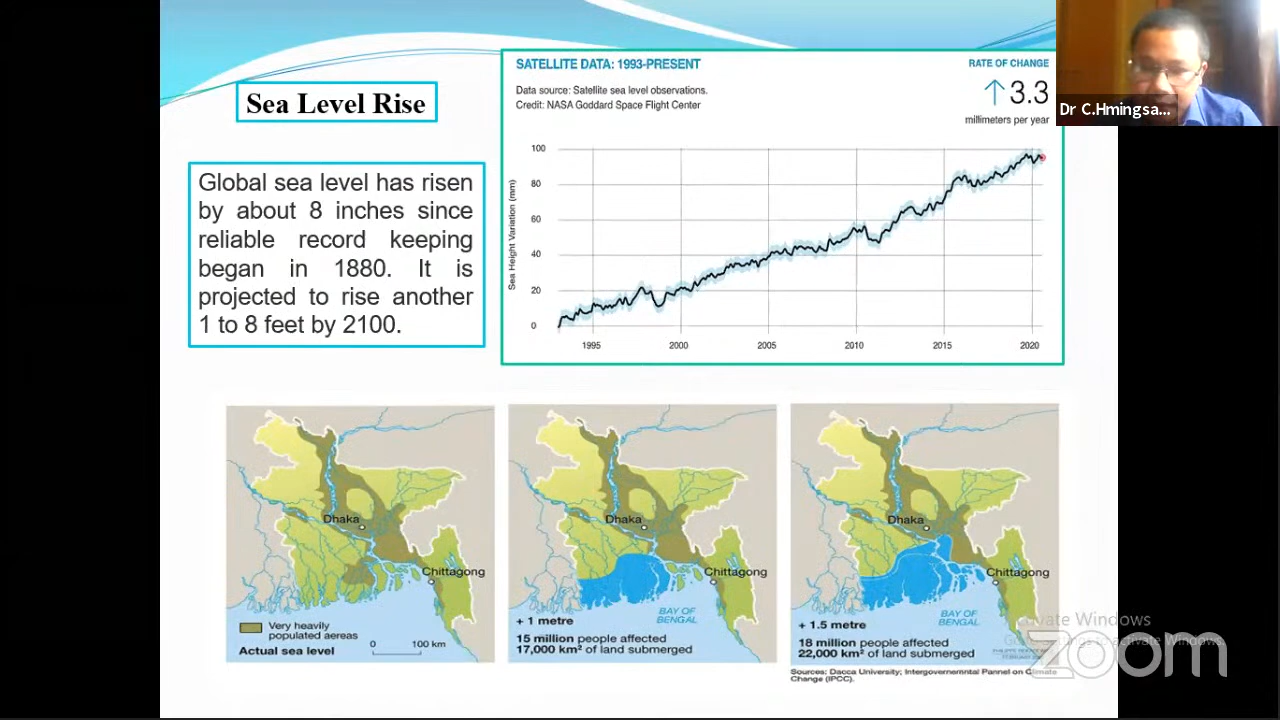 Sea Level Rise
Global sea level has risen
by about 8 inches since
reliable record keeping
began in 1880. It is
projected to rise another
1 to 8 feet by 2100.
SATELLITE DATA: 1993-PRESENT
Data source: Satellite sea level observations.
Credit: NASA Goddard Space Flight Center
RATE OF CHANGE
↑ 3.3
millimeters per year
Sea Height Variation (mm)
100
80
60
40
20
0
1995
2000
2005
2010
2015
2020
Dr C.Hmingsa...
Dhaka
Chittagong
Very heavily
populated aereas
Actual sea level
0 100 km
Dhaka
Chittagong
BAY OF
BENGAL
+ 1 metre
15 million people affected
17,000 km² of land submerged
Dhaka
Chittagong
BAY OF
BENGAL
+ 1.5 metre
18 million people affected
22,000 km² of land submerged
Sources: Dacca University; Intergovernemntal Pannel on Climate
Change (IPCC).
Activate Windows
zoom